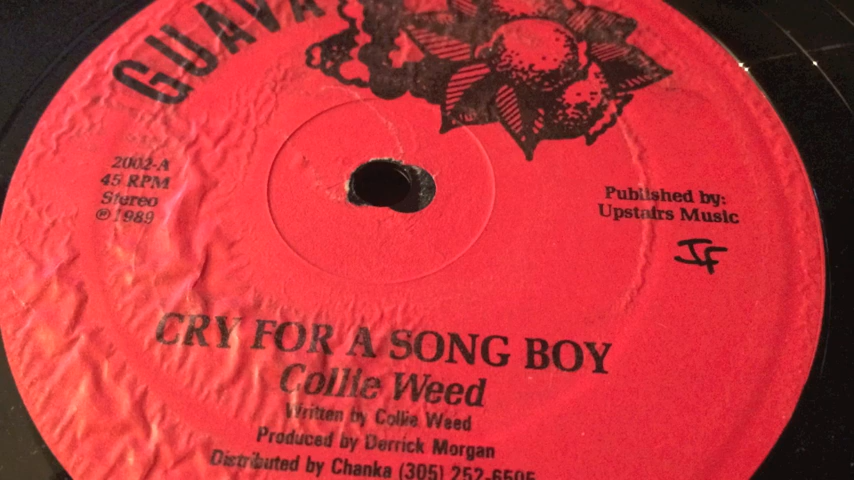 GUAVA
2002-A
45 RPM
Stereo
℗1989
Published by:
Upstairs Music
JF
CRY FOR A SONG BOY
Collie Weed
Written by Collie Weed
Produced by Derrick Morgan
Distributed by Chanka (305) 252-6505